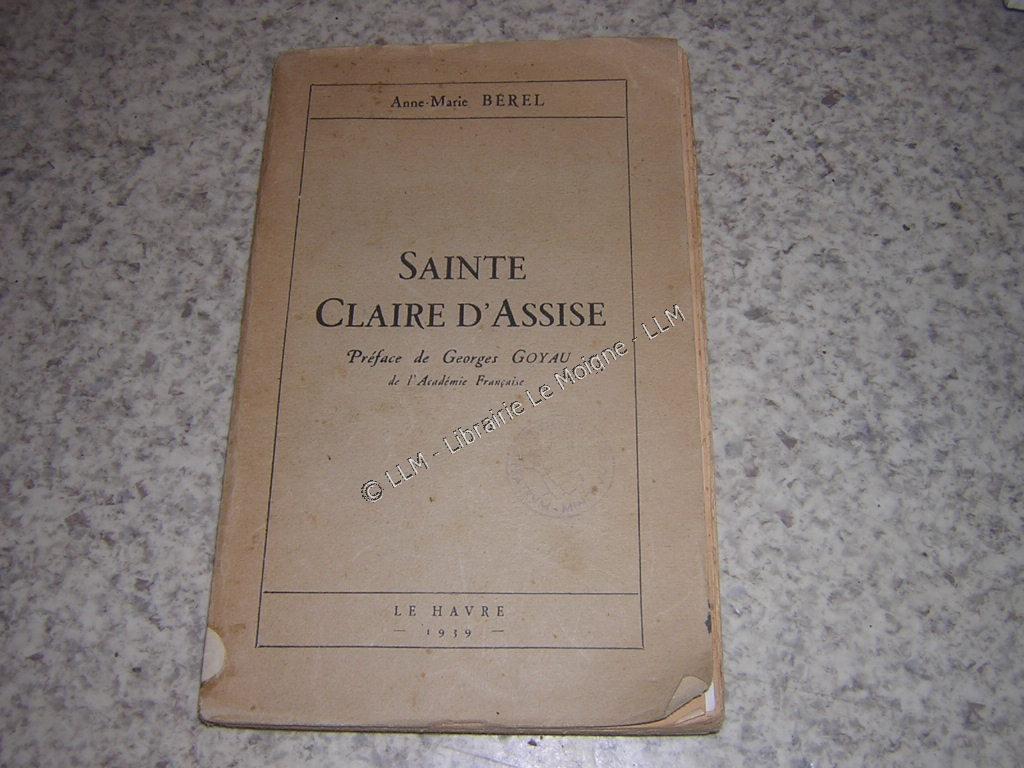 Anne-Marie BÉREL
SAINTE
CLAIRE D'ASSISE
Préface de Georges GOYAU
de l'Académie Française
© LLM - Librairie Le Moigne - LLM
LE HAVRE
— 1939 —